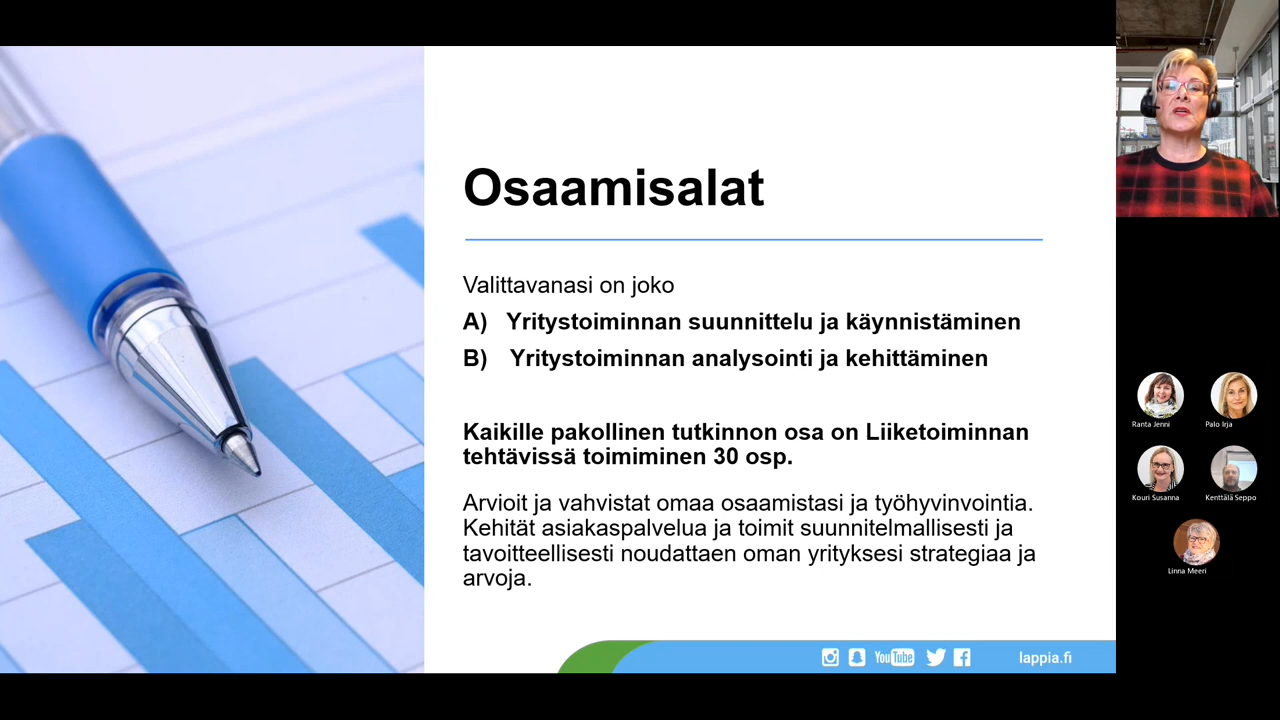 Osaamisalat
Valittavanasi on joko
A) Yritystoiminnan suunnittelu ja käynnistäminen
B) Yritystoiminnan analysointi ja kehittäminen
Kaikille pakollinen tutkinnon osa on Liiketoiminnan
tehtävissä toimiminen 30 osp.
Arvioit ja vahvistat omaa osaamistasi ja työhyvinvointia.
Kehität asiakaspalvelua ja toimit suunnitelmallisesti ja
tavoitteellisesti noudattaen oman yrityksesi strategiaa ja
arvoja.
YouTube
lappia.fi
Ranta Jenni
Palo Irja
Kouri Susanna
Kenttälä Seppo
Linna Meeri